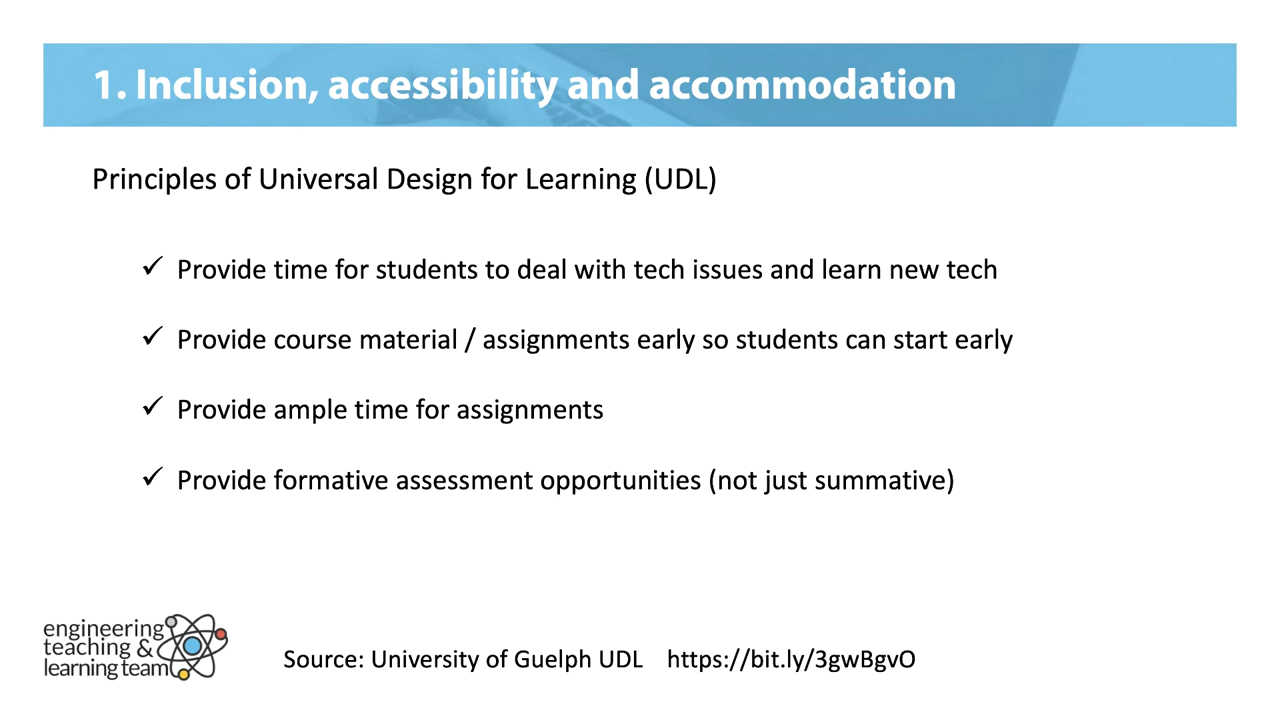 1. Inclusion, accessibility and accommodation
Principles of Universal Design for Learning (UDL)
✓ Provide time for students to deal with tech issues and learn new tech
✓ Provide course material / assignments early so students can start early
✓ Provide ample time for assignments
✓ Provide formative assessment opportunities (not just summative)
engineering
teaching &
learning team
Source: University of Guelph UDL https://bit.ly/3gwBgvO